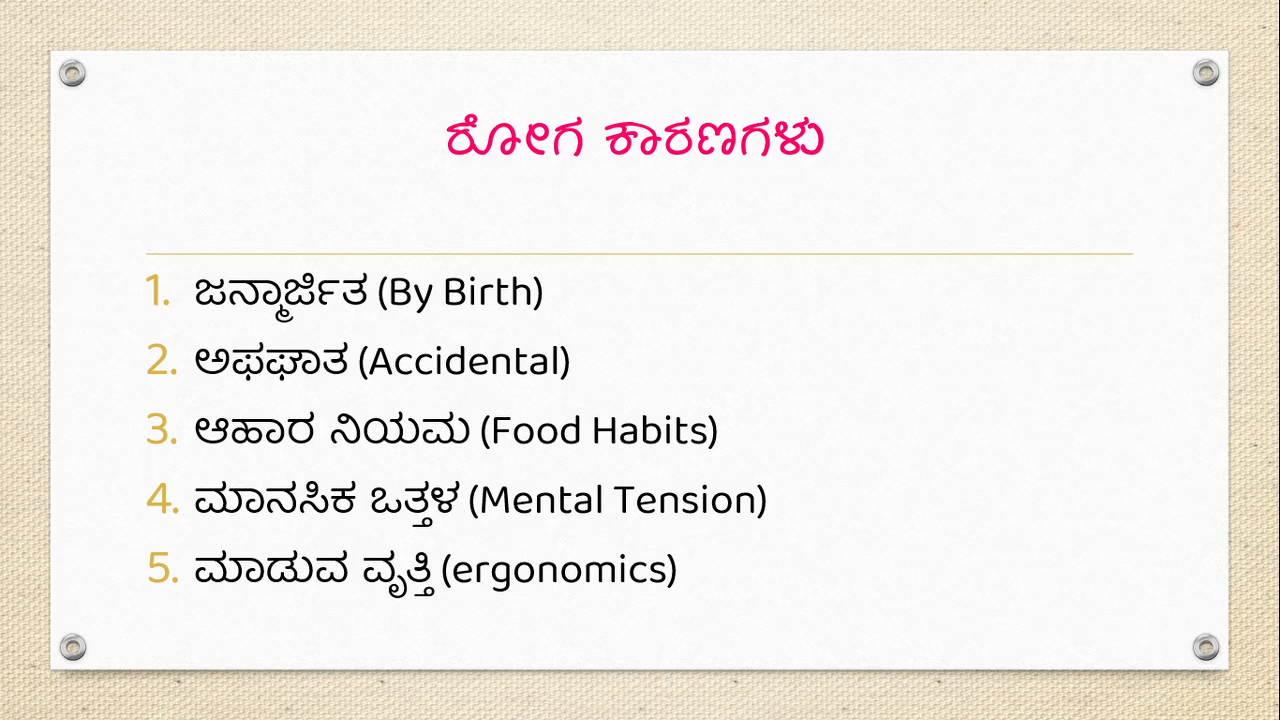 ರೋಗ ಕಾರಣಗಳು
1. ಜನ್ಮಾರ್ಜಿತ (By Birth)
2. ಅಫಘಾತ (Accidental)
3. ಆಹಾರ ನಿಯಮ (Food Habits)
4. ಮಾನಸಿಕ ಒತ್ತಳ (Mental Tension)
5. ಮಾಡುವ ವೃತ್ತಿ (ergonomics)